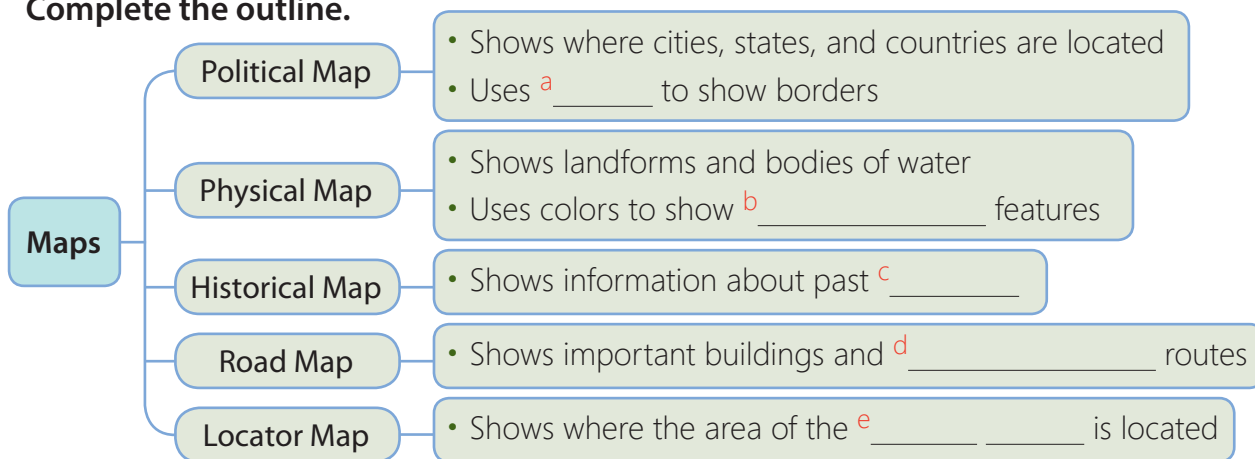 Complete the outline.
Maps
Political Map
• Shows where cities, states, and countries are located
• Uses a_______ to show borders
Physical Map
• Shows landforms and bodies of water
• Uses colors to show b________________ features
Historical Map
• Shows information about past c_________
Road Map
• Shows important buildings and d_________________ routes
Locator Map
• Shows where the area of the e_______ _______ is located